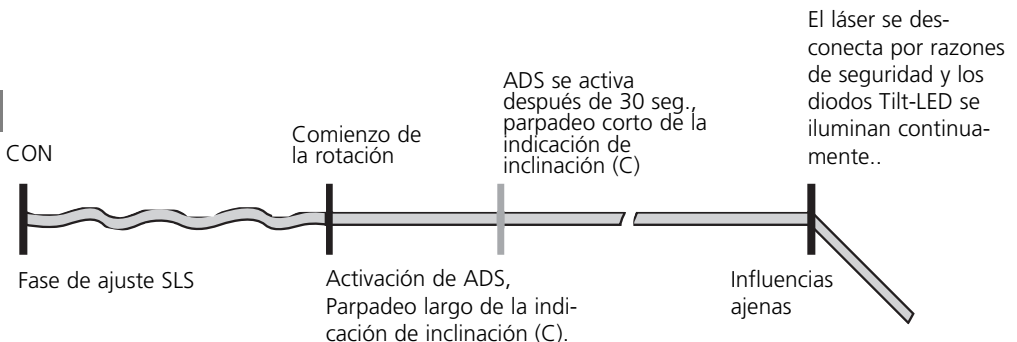 El láser se des-
conecta por razones
de seguridad y los
diodos Tilt-LED se
iluminan continua-
mente..
ADS se activa
después de 30 seg.,
parpadeo corto de la
indicación de
inclinación (C)
Comienzo de
la rotación
CON
Fase de ajuste SLS
Activación de ADS,
Parpadeo largo de la indi-
cación de inclinación (C).
Influencias
ajenas